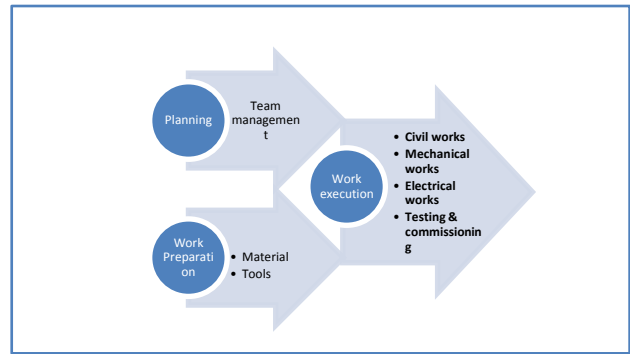 Planning
Team
managemen
t
Work
Preparati
on
• Material
• Tools
Work
execution
• Civil works
• Mechanical
works
• Electrical
works
• Testing &
commissionin
g